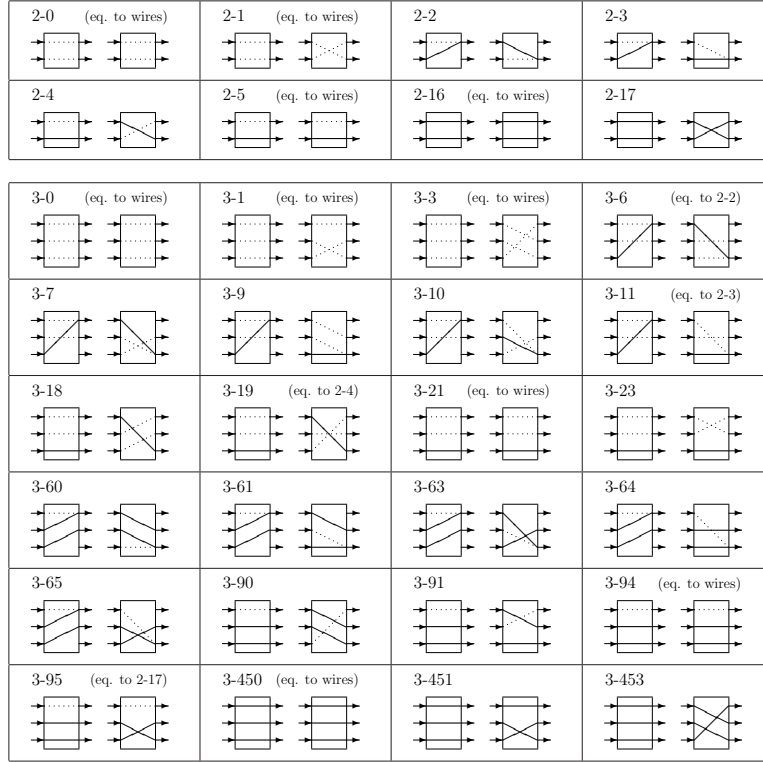 2-0 (eq. to wires) 2-1 (eq. to wires) 2-2 2-3
2-4 2-5 (eq. to wires) 2-16 (eq. to wires) 2-17
3-0 (eq. to wires) 3-1 (eq. to wires) 3-3 (eq. to wires) 3-6 (eq. to 2-2)
3-7 3-9 3-10 3-11 (eq. to 2-3)
3-18 3-19 (eq. to 2-4) 3-21 (eq. to wires) 3-23
3-60 3-61 3-63 3-64
3-65 3-90 3-91 3-94 (eq. to wires)
3-95 (eq. to 2-17) 3-450 (eq. to wires) 3-451 3-453